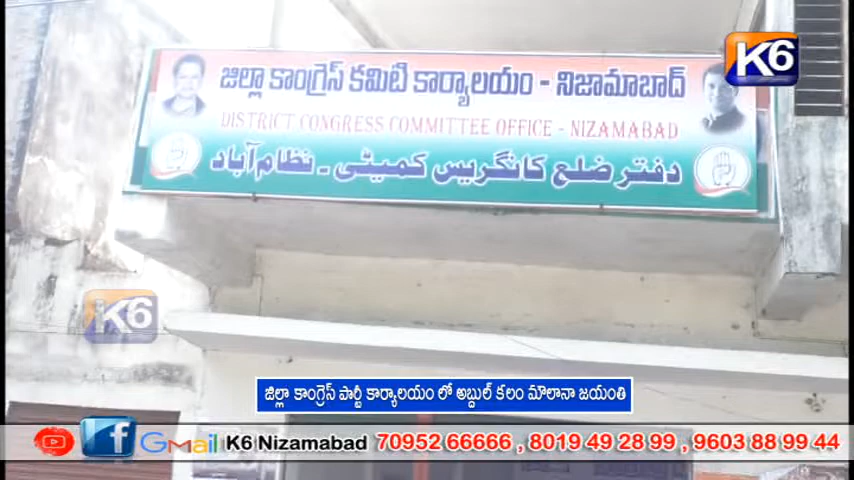 K6
జిల్లా కాంగ్రెస్ కమిటి కార్యాలయం - నిజామాబాద్
DISTRICT CONGRESS COMMITTEE OFFICE - NIZAMABAD
دفتر ضلع کانگریس کمیٹی ۔ نظام آباد
K6
జిల్లా కాంగ్రెస్ పార్టీ కార్యాలయం లో అబ్దుల్ కలం మౌలానా జయంతి
f Gmail K6 Nizamabad 70952 66666 , 8019 49 28 99 , 9603 88 99 44